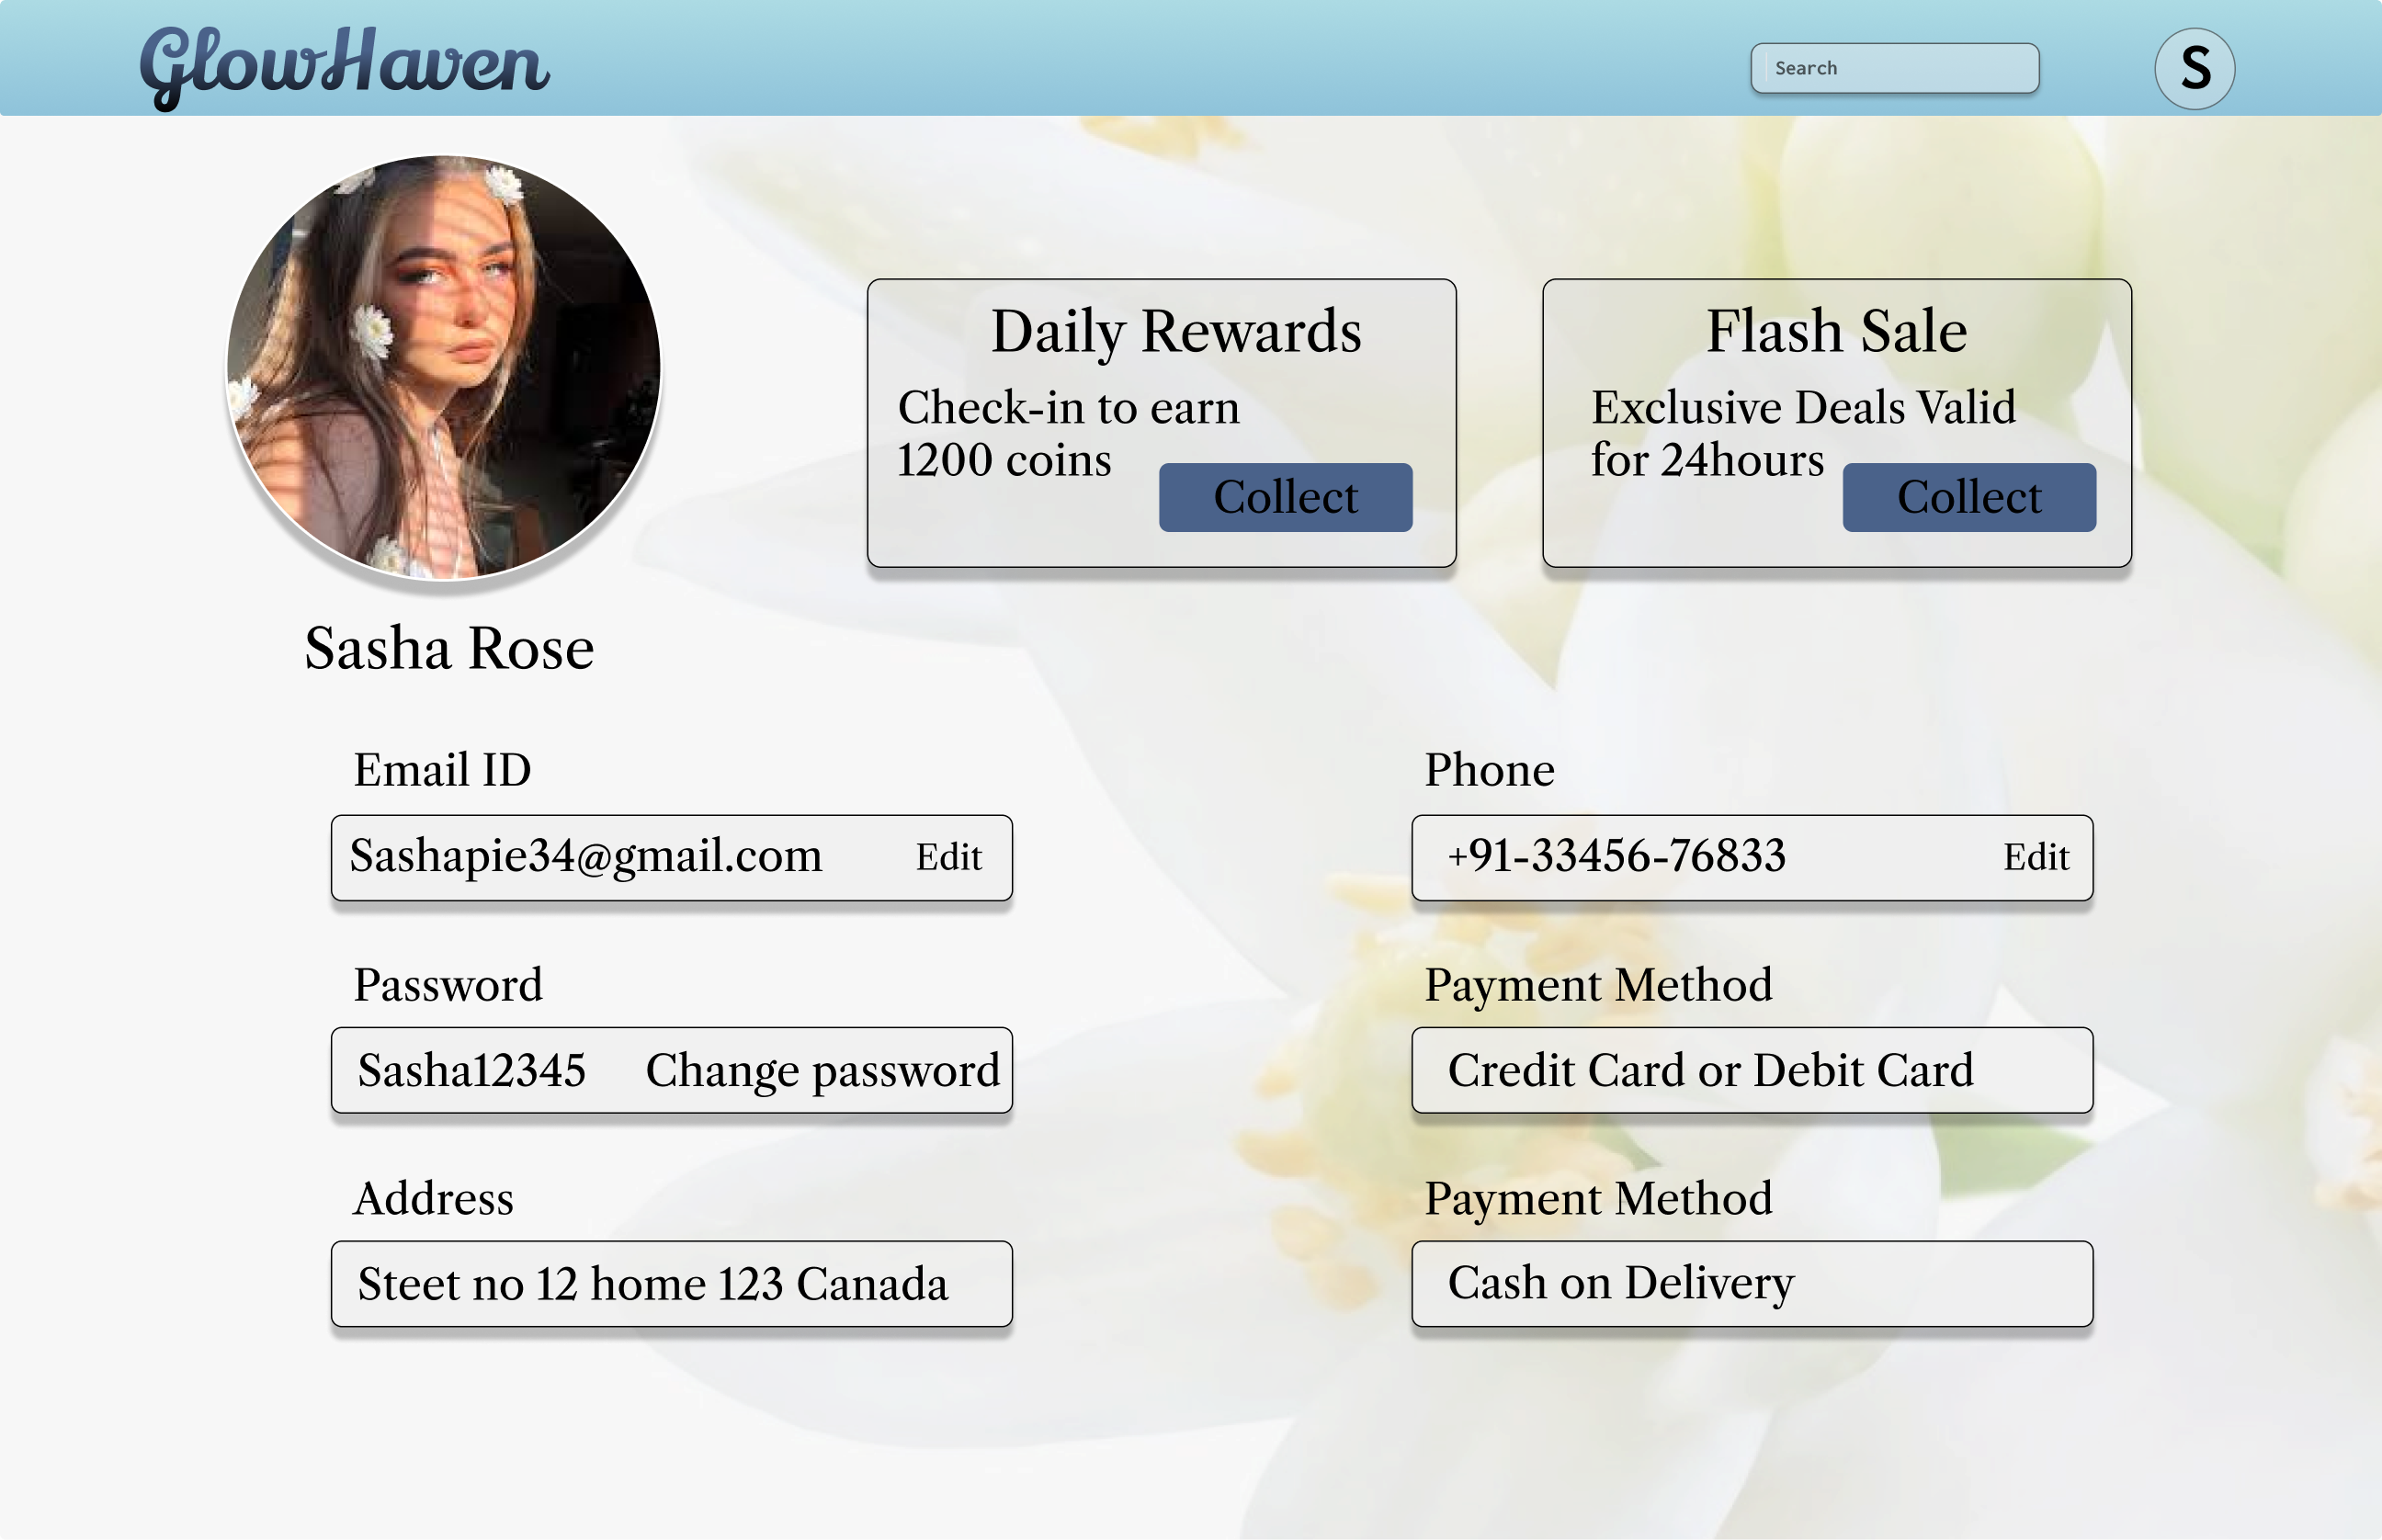 GlowHaven
Search
S
Daily Rewards
Check-in to earn
1200 coins
Collect
Flash Sale
Exclusive Deals Valid
for 24hours
Collect
Sasha Rose
Email ID
Sashapie34@gmail.com Edit
Phone
+91-33456-76833 Edit
Password
Sasha12345 Change password
Payment Method
Credit Card or Debit Card
Address
Steet no 12 home 123 Canada
Payment Method
Cash on Delivery